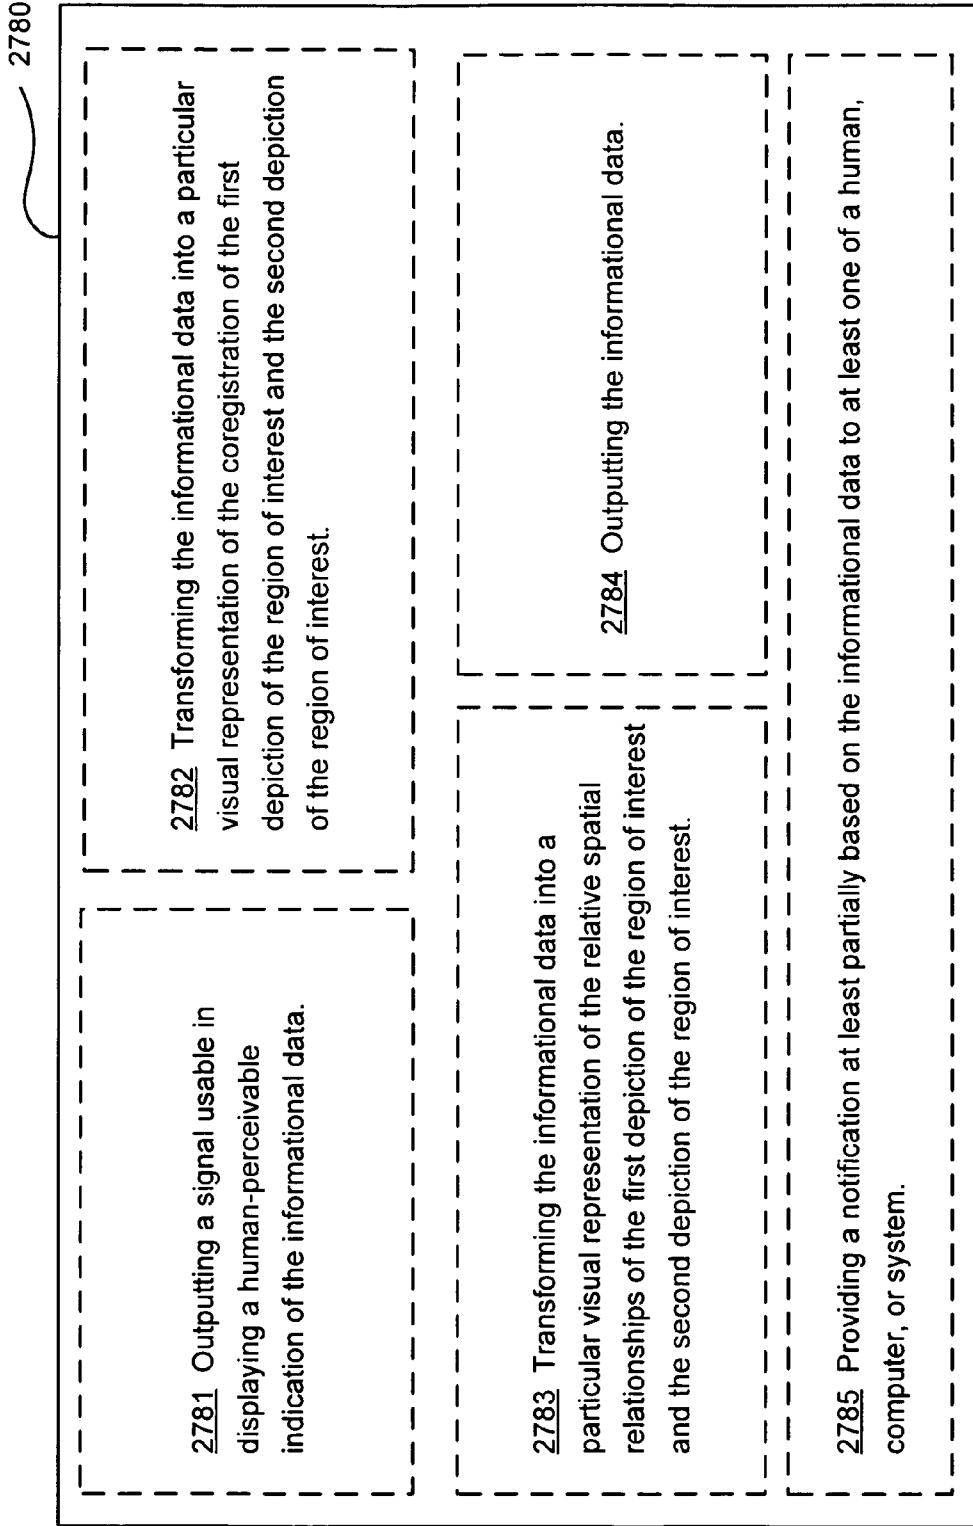 2780
2781 Outputting a signal usable in
displaying a human-perceivable
indication of the informational data.
2782 Transforming the informational data into a particular
visual representation of the coregistration of the first
depiction of the region of interest and the second depiction
of the region of interest.
2783 Transforming the informational data into a
particular visual representation of the relative spatial
relationships of the first depiction of the region of interest
and the second depiction of the region of interest.
2784 Outputting the informational data.
2785 Providing a notification at least partially based on the informational data to at least one of a human,
computer, or system.